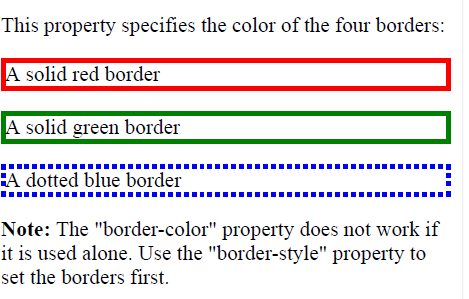 This property specifies the color of the four borders:
A solid red border
A solid green border
A dotted blue border
Note: The "border-color" property does not work if
it is used alone. Use the "border-style" property to
set the borders first.